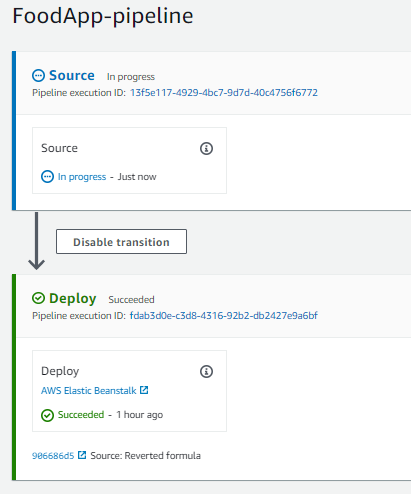 FoodApp-pipeline
Source In progress
Pipeline execution ID: 13f5e117-4929-4bc7-9d7d-40c4756f6772
Source
In progress - Just now
Disable transition
Deploy Succeeded
Pipeline execution ID: fdab3d0e-c3d8-4316-92b2-db2427e9a6bf
Deploy
AWS Elastic Beanstalk
Succeeded - 1 hour ago
906686d5 Source: Reverted formula